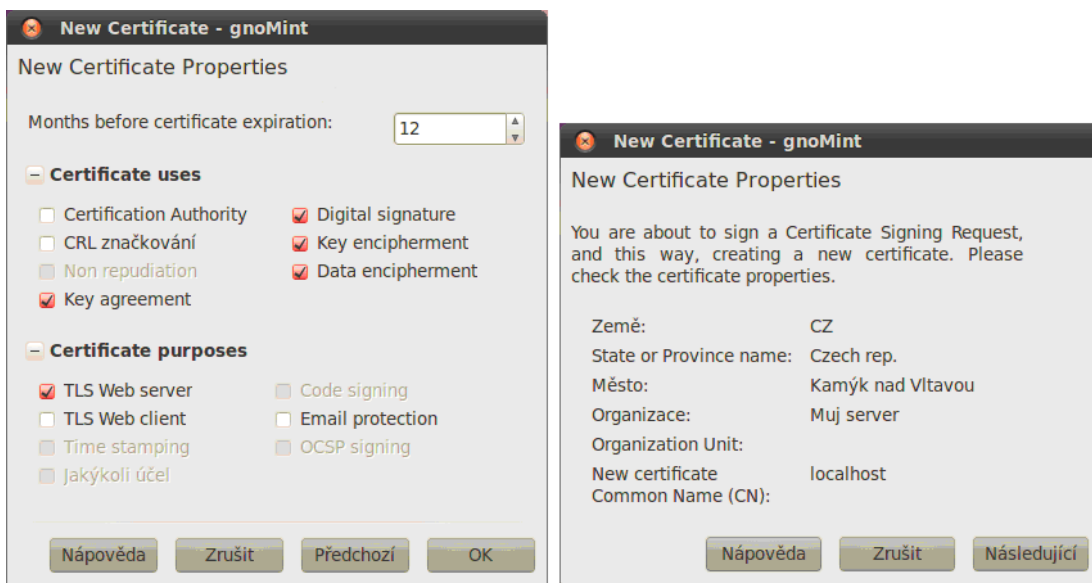 New Certificate - gnoMint
New Certificate Properties
Months before certificate expiration: 12
Certificate uses
Certification Authority Digital signature
CRL značkování Key encipherment
Non repudiation Data encipherment
Key agreement
Certificate purposes
TLS Web server Code signing
TLS Web client Email protection
Time stamping OCSP signing
Jakýkoli účel
Nápověda Zrušit Předchozí OK
New Certificate - gnoMint
New Certificate Properties
You are about to sign a Certificate Signing Request,
and this way, creating a new certificate. Please
check the certificate properties.
Země: CZ
State or Province name: Czech rep.
Město: Kamýk nad Vltavou
Organizace: Muj server
Organization Unit:
New certificate localhost
Common Name (CN):
Nápověda Zrušit Následující